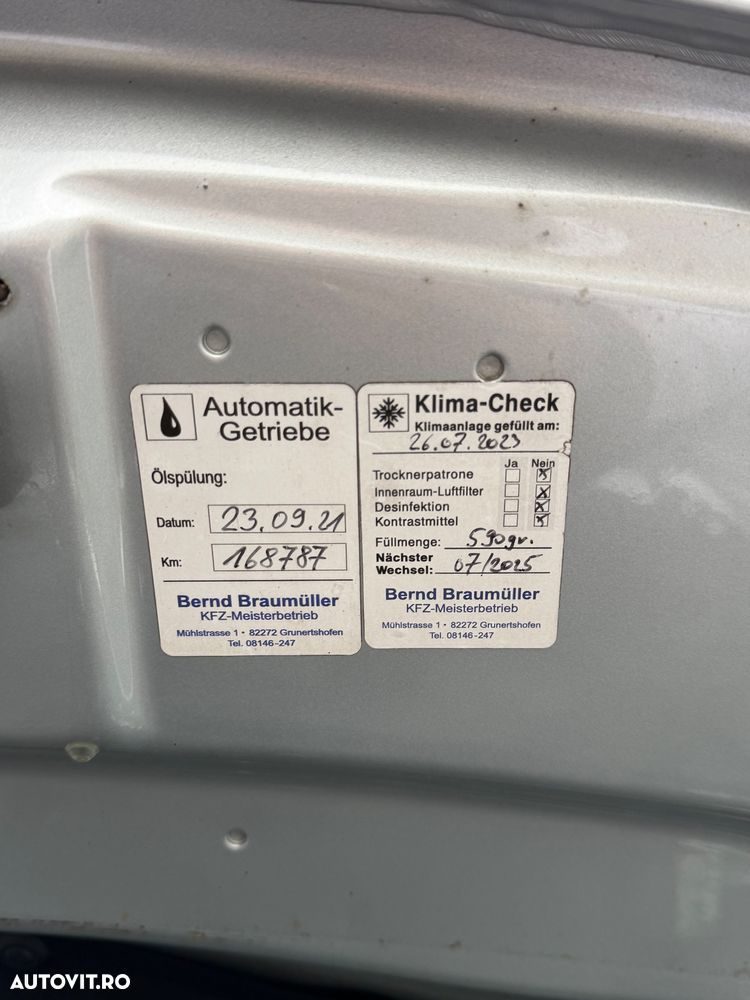 Automatik-
Getriebe
Ölspülung:
Datum: 23.09.21
Km: 168787
Bernd Braumüller
KFZ-Meisterbetrieb
Mühlstrasse 1 • 82272 Grunertshofen
Tel. 08146-247
Klima-Check
Klimaanlage gefüllt am:
26.07.2023
Ja Nein
Trocknerpatrone
Innenraum-Luftfilter
Desinfektion
Kontrastmittel
Füllmenge: 590gr.
Nächster
Wechsel: 07/2025
Bernd Braumüller
KFZ-Meisterbetrieb
Mühlstrasse 1 • 82272 Grunertshofen
Tel. 08146-247
AUTOVIT.RO